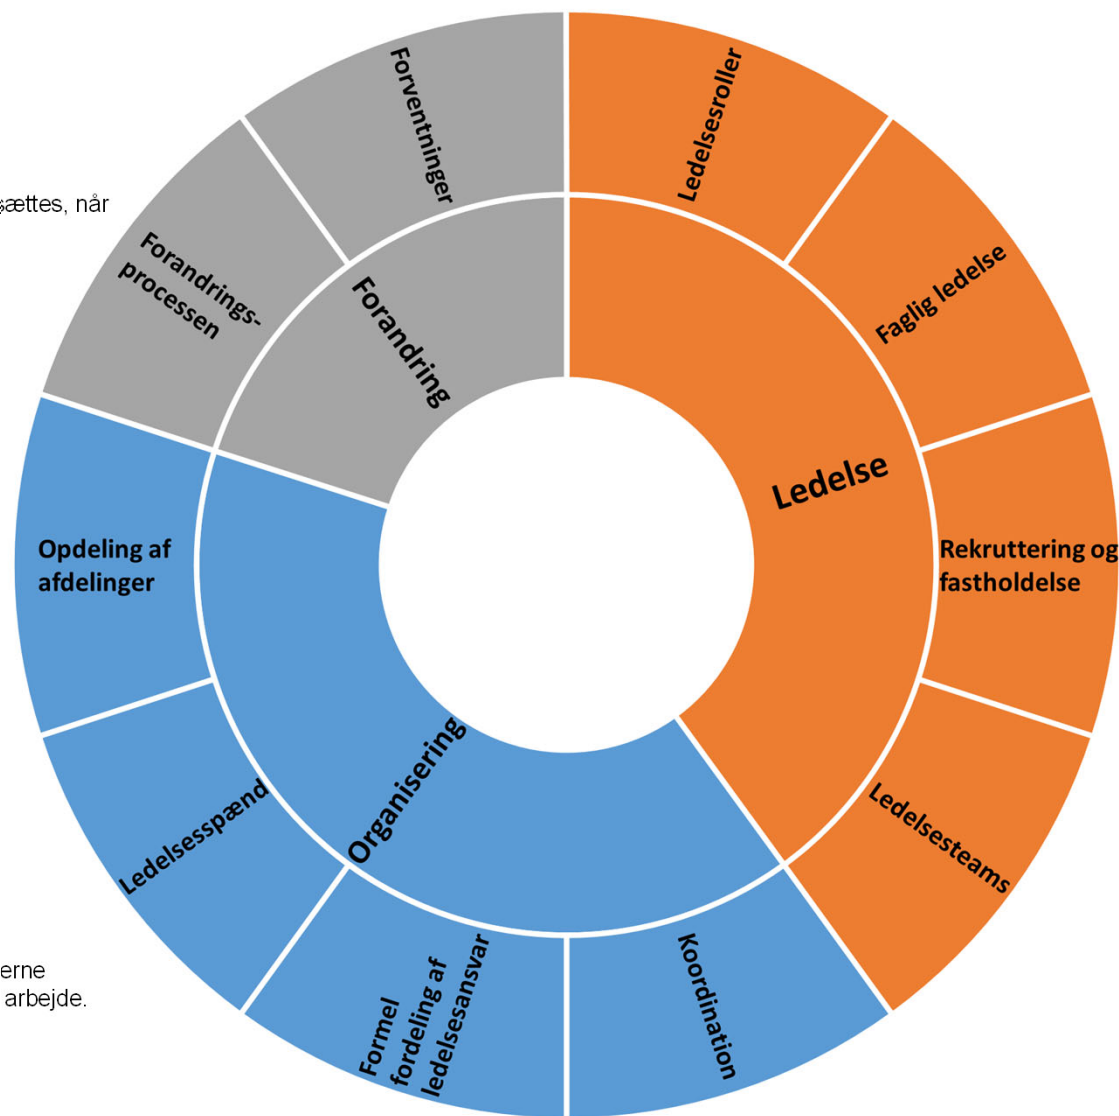 Forventninger
Ledelsesroller
sættes, når
Forandrings-
processen
Faglig ledelse
Forandring
Ledelse
Opdeling af
afdelinger
Rekruttering og
fastholdelse
Organisering
Ledelsesspænd
Ledelsesteams
erne
arbejde.
Formel
fordeling af
ledelsesansvar
Koordination